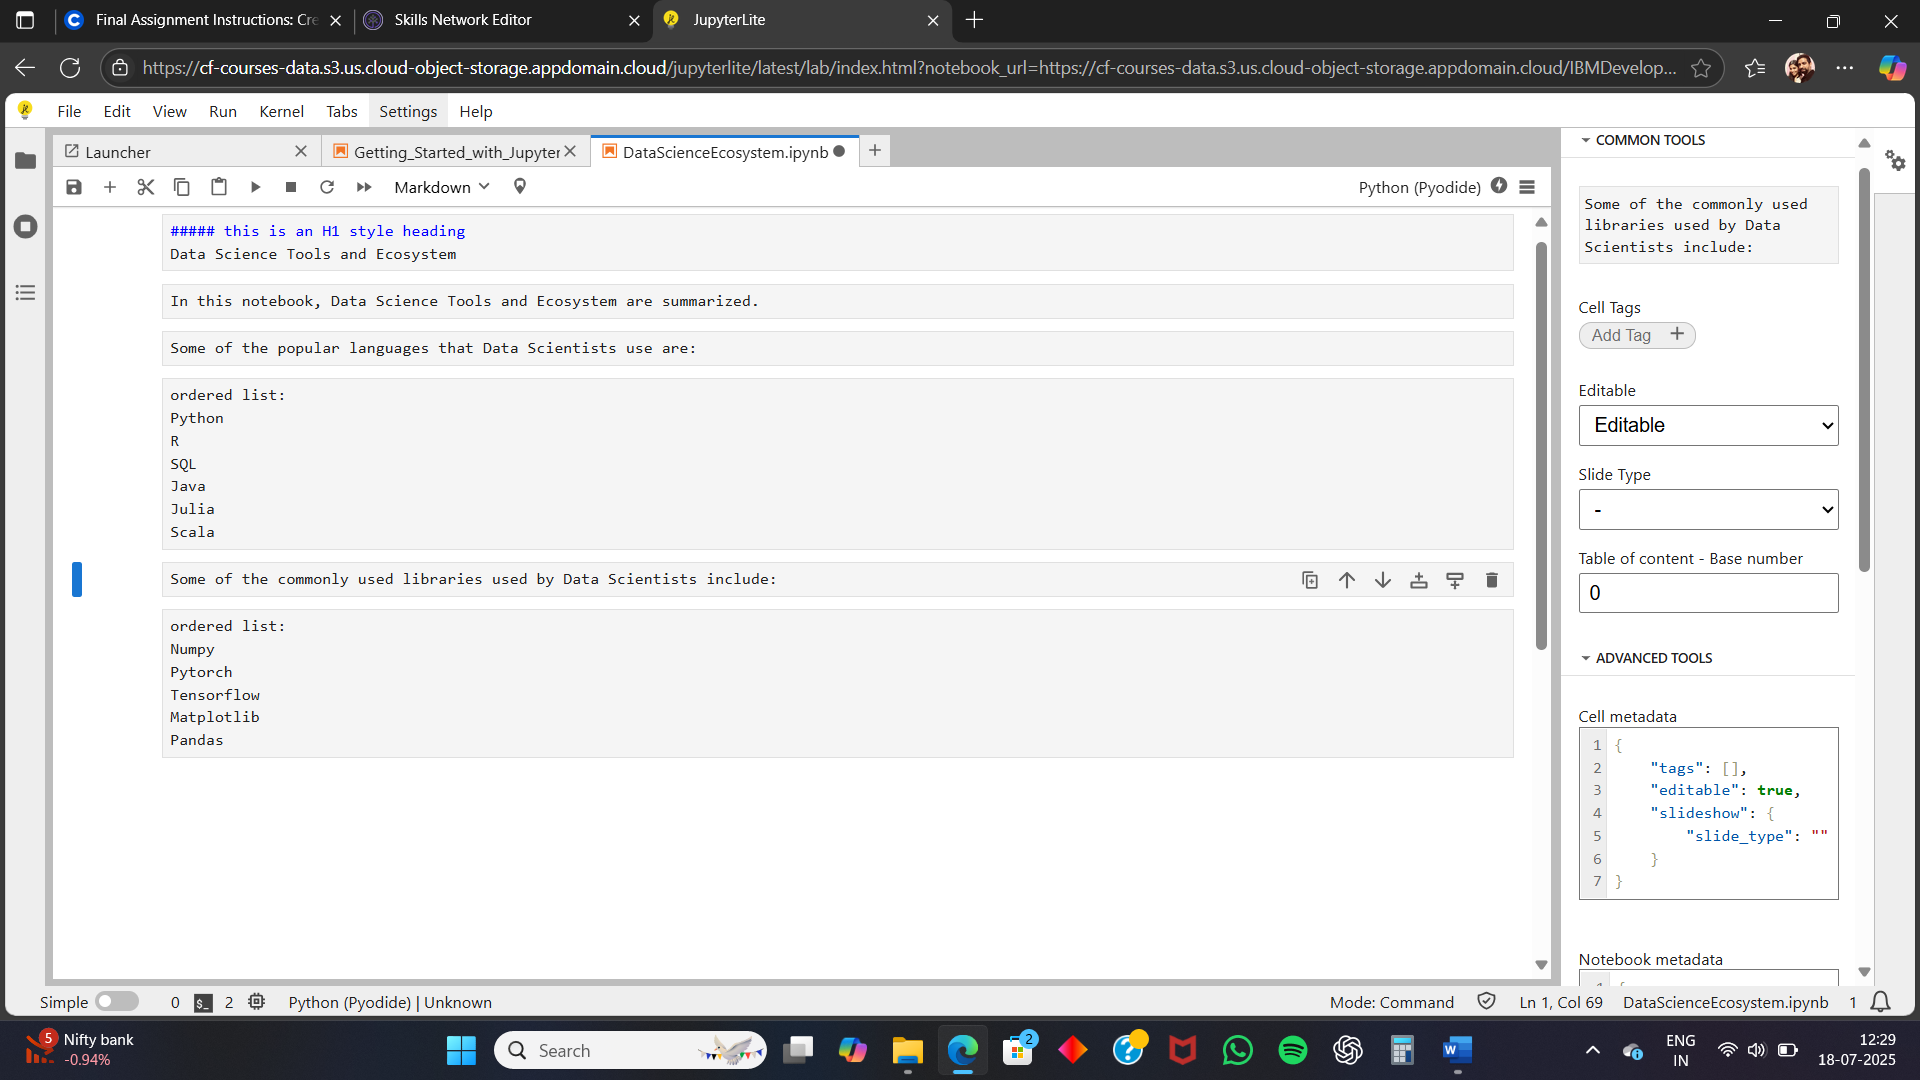 Final Assignment Instructions: Cre
Skills Network Editor
JupyterLite
https://cf-courses-data.s3.us.cloud-object-storage.appdomain.cloud/jupyterlite/latest/lab/index.html?notebook_url=https://cf-courses-data.s3.us.cloud-object-storage.appdomain.cloud/IBMDevelop...
File Edit View Run Kernel Tabs Settings Help
Launcher
Getting_Started_with_Jupyter
DataScienceEcosystem.ipynb
Markdown
Python (Pyodide)
##### this is an H1 style heading
Data Science Tools and Ecosystem
In this notebook, Data Science Tools and Ecosystem are summarized.
Some of the popular languages that Data Scientists use are:
ordered list:
Python
R
SQL
Java
Julia
Scala
Some of the commonly used libraries used by Data Scientists include:
ordered list:
Numpy
Pytorch
Tensorflow
Matplotlib
Pandas
COMMON TOOLS
Some of the commonly used
libraries used by Data
Scientists include:
Cell Tags
Add Tag +
Editable
Editable
Slide Type
-
Table of content - Base number
0
ADVANCED TOOLS
Cell metadata
1 {
2 "tags": [],
3 "editable": true,
4 "slideshow": {
5 "slide_type": ""
6 }
7 }
Notebook metadata
Simple 0 $_ 2 Python (Pyodide) | Unknown
Mode: Command Ln 1, Col 69 DataScienceEcosystem.ipynb 1
5
Nifty bank
-0.94%
Search
2
W
ENG
IN
12:29
18-07-2025